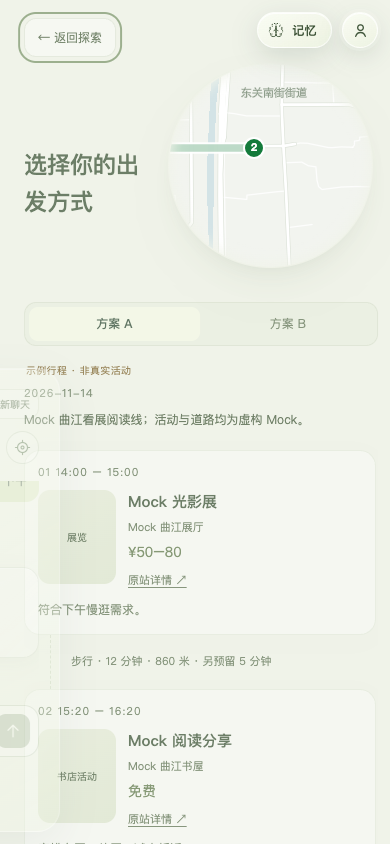 ← 返回探索
记忆
东关南街街道
2
选择你的出
发方式
方案 A
方案 B
示例行程 · 非真实活动
2026-11-14
新聊天
Mock 曲江看展阅读线；活动与道路均为虚构 Mock。
01 14:00 — 15:00
展览
Mock 光影展
Mock 曲江展厅
¥50—80
原站详情 ↗
符合下午慢逛需求。
步行 · 12 分钟 · 860 米 · 另预留 5 分钟
02 15:20 — 16:20
书店活动
Mock 阅读分享
Mock 曲江书屋
免费
原站详情 ↗